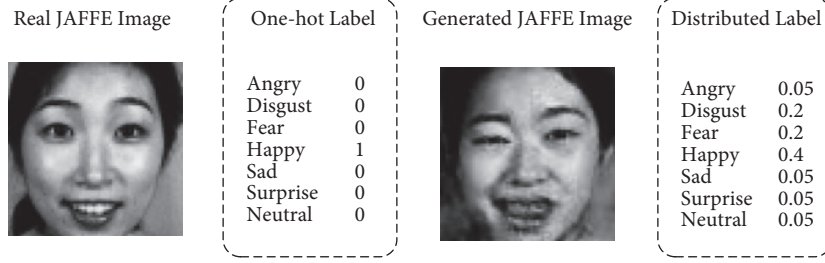 Real JAFFE Image One-hot Label Generated JAFFE Image Distributed Label
Angry 0
Disgust 0
Fear 0
Happy 1
Sad 0
Surprise 0
Neutral 0
Angry 0.05
Disgust 0.2
Fear 0.2
Happy 0.4
Sad 0.05
Surprise 0.05
Neutral 0.05